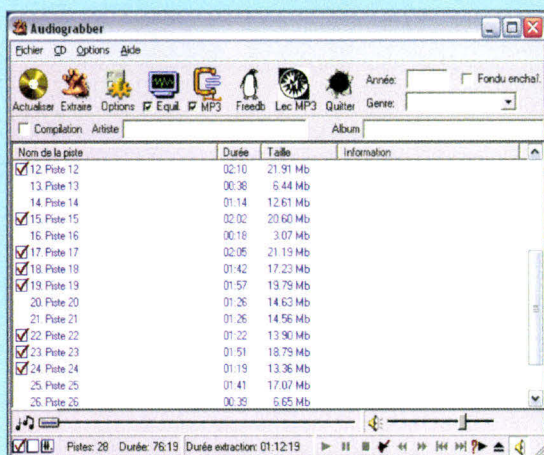 Audiograbber
Fichier CD Options Aide
Actualiser Extraire Options Equil. MP3 Freedb Lec MP3 Quitter
Année: Fondu enchaî.
Genre:
Compilation Artiste Album
Nom de la piste Durée Taille Information
12. Piste 12 02:10 21.91 Mb
13. Piste 13 00:38 6.44 Mb
14. Piste 14 01:14 12.61 Mb
15. Piste 15 02:02 20.60 Mb
16. Piste 16 00:18 3.07 Mb
17. Piste 17 02:05 21.19 Mb
18. Piste 18 01:42 17.23 Mb
19. Piste 19 01:57 19.79 Mb
20. Piste 20 01:26 14.63 Mb
21. Piste 21 01:26 14.56 Mb
22. Piste 22 01:22 13.90 Mb
23. Piste 23 01:51 18.79 Mb
24. Piste 24 01:19 13.36 Mb
25. Piste 25 01:41 17.07 Mb
26. Piste 26 00:39 6.65 Mb
Pistes: 28 Durée: 76:19 Durée extraction: 01:12:19